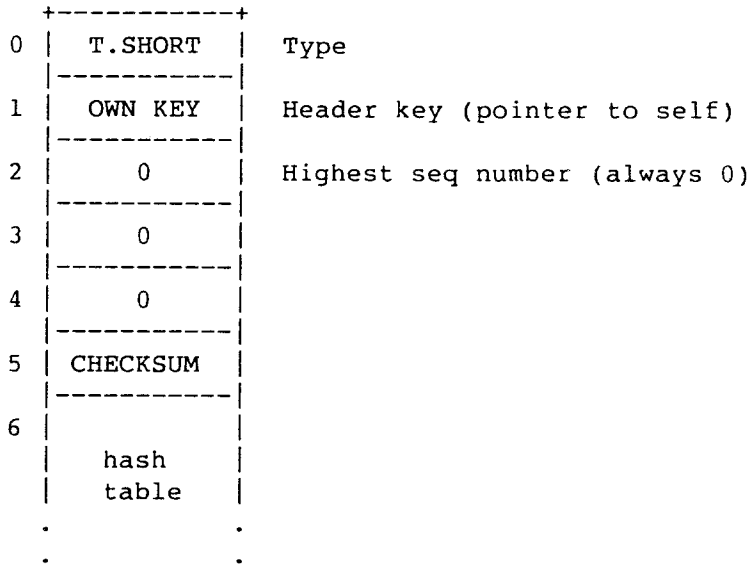 0 T.SHORT Type
1 OWN KEY Header key (pointer to self)
2 0 Highest seq number (always 0)
3 0
4 0
5 CHECKSUM
6
hash
table